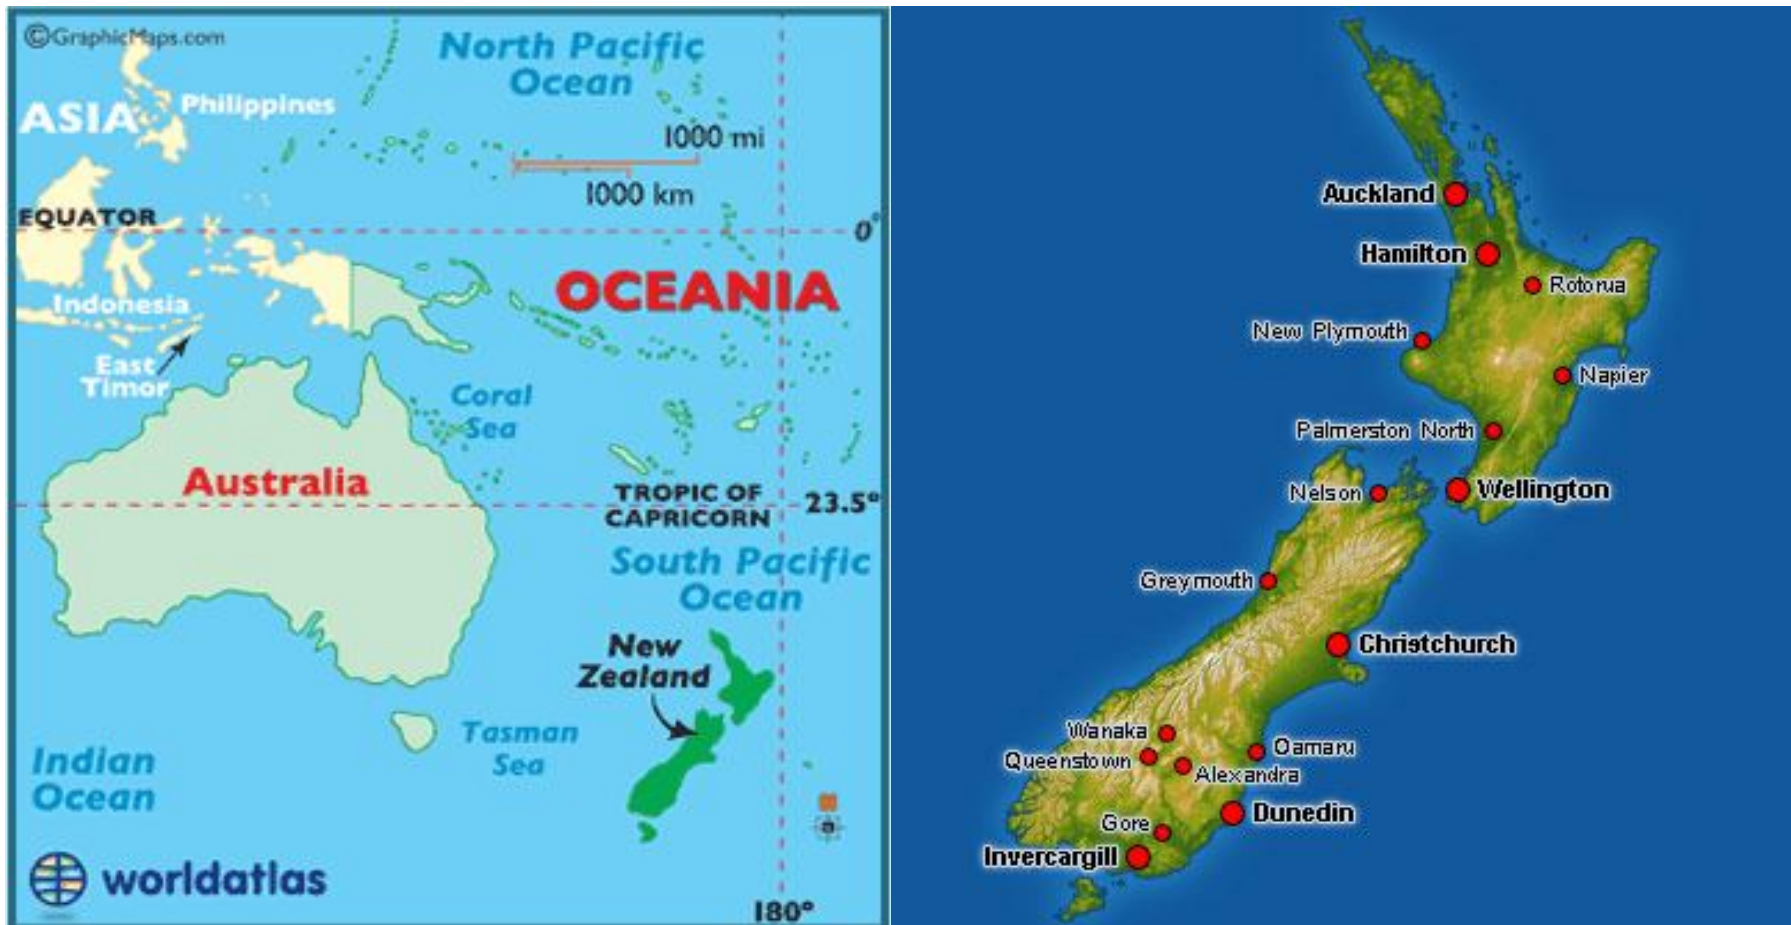 ©GraphicMaps.com
North Pacific
Ocean
ASIA
Philippines
1000 mi
1000 km
EQUATOR
0°
OCEANIA
Indonesia
East
Timor
Coral
Sea
Australia
TROPIC OF
CAPRICORN
23.5°
South Pacific
Ocean
New
Zealand
Tasman
Sea
Indian
Ocean
worldatlas
180°
Auckland
Hamilton
Rotorua
New Plymouth
Napier
Palmerston North
Nelson
Wellington
Greymouth
Christchurch
Wanaka
Queenstown
Oamaru
Alexandra
Dunedin
Gore
Invercargill